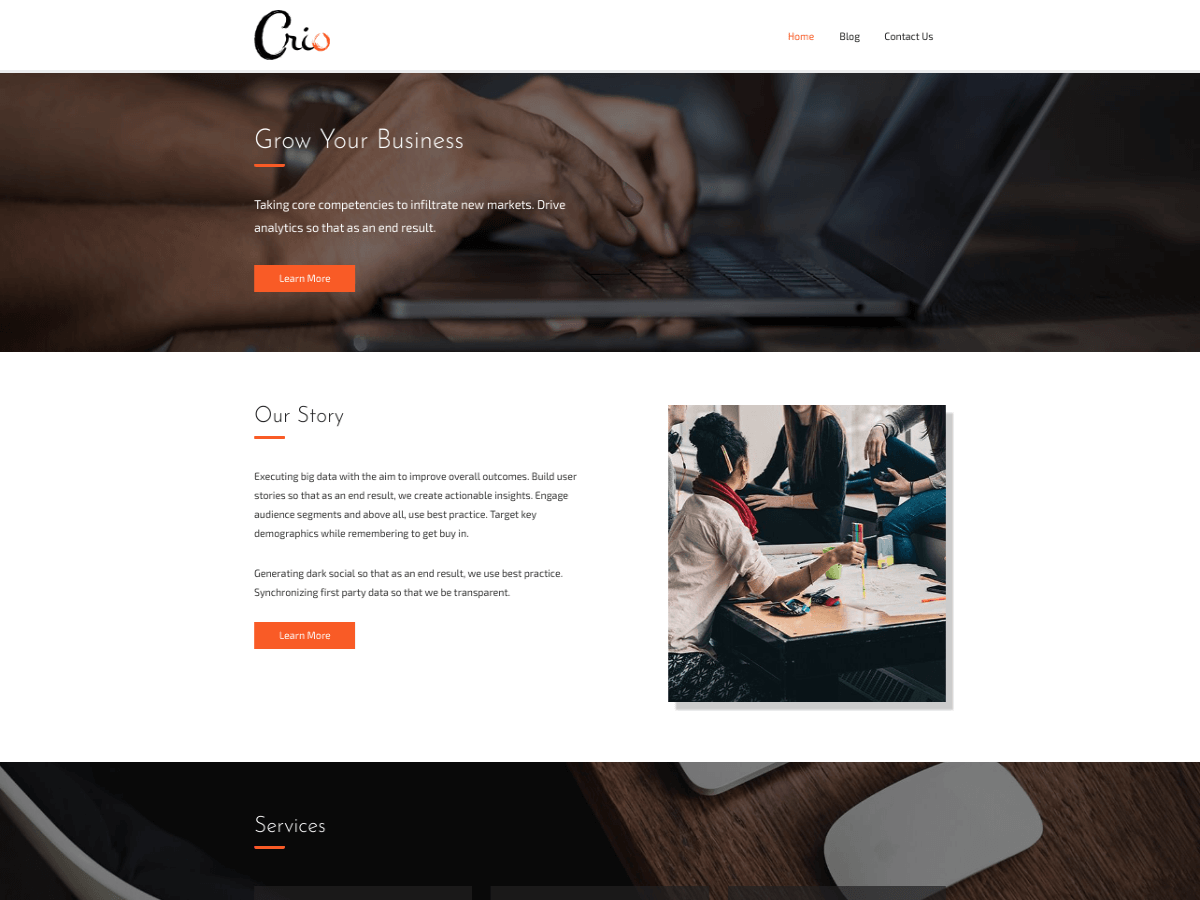 Crio
Home
Blog
Contact Us
Grow Your Business
Taking core competencies to infiltrate new markets. Drive
analytics so that as an end result.
Learn More
Our Story
Executing big data with the aim to improve overall outcomes. Build user
stories so that as an end result, we create actionable insights. Engage
audience segments and above all, use best practice. Target key
demographics while remembering to get buy in.
Generating dark social so that as an end result, we use best practice.
Synchronizing first party data so that we be transparent.
Learn More
Services